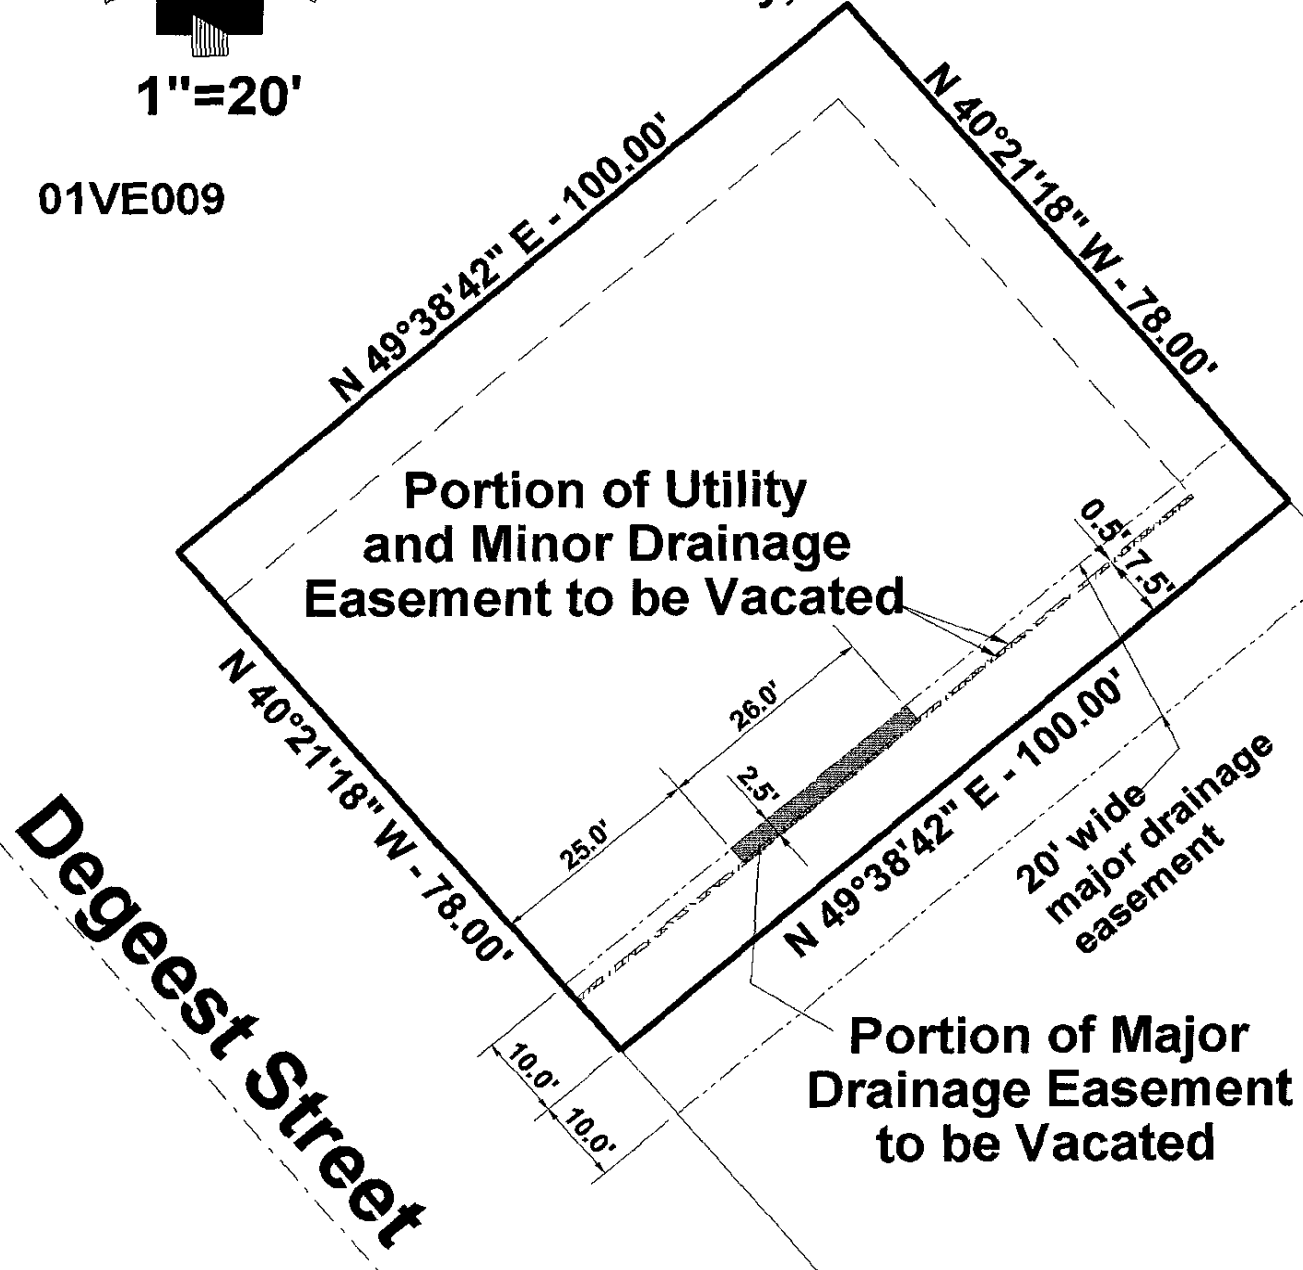 1"=20'
01VE009
N 49°38'42" E - 100.00'
N 40°21'18" W - 78.00'
Portion of Utility
and Minor Drainage
Easement to be Vacated
0.5'
7.5'
26.0'
2.5'
25.0'
N 40°21'18" W - 78.00'
N 49°38'42" E - 100.00'
20' wide
major drainage
easement
Degeest Street
10.0'
10.0'
Portion of Major
Drainage Easement
to be Vacated